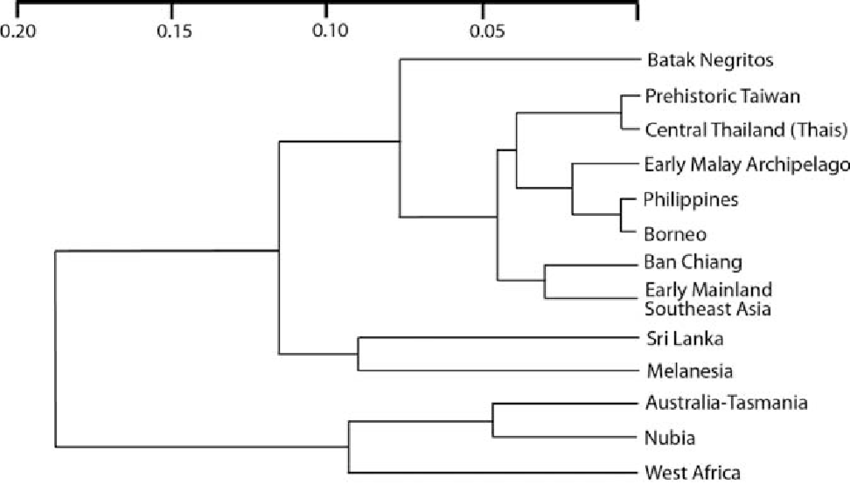 0.20 0.15 0.10 0.05
Batak Negritos
Prehistoric Taiwan
Central Thailand (Thais)
Early Malay Archipelago
Philippines
Borneo
Ban Chiang
Early Mainland
Southeast Asia
Sri Lanka
Melanesia
Australia-Tasmania
Nubia
West Africa